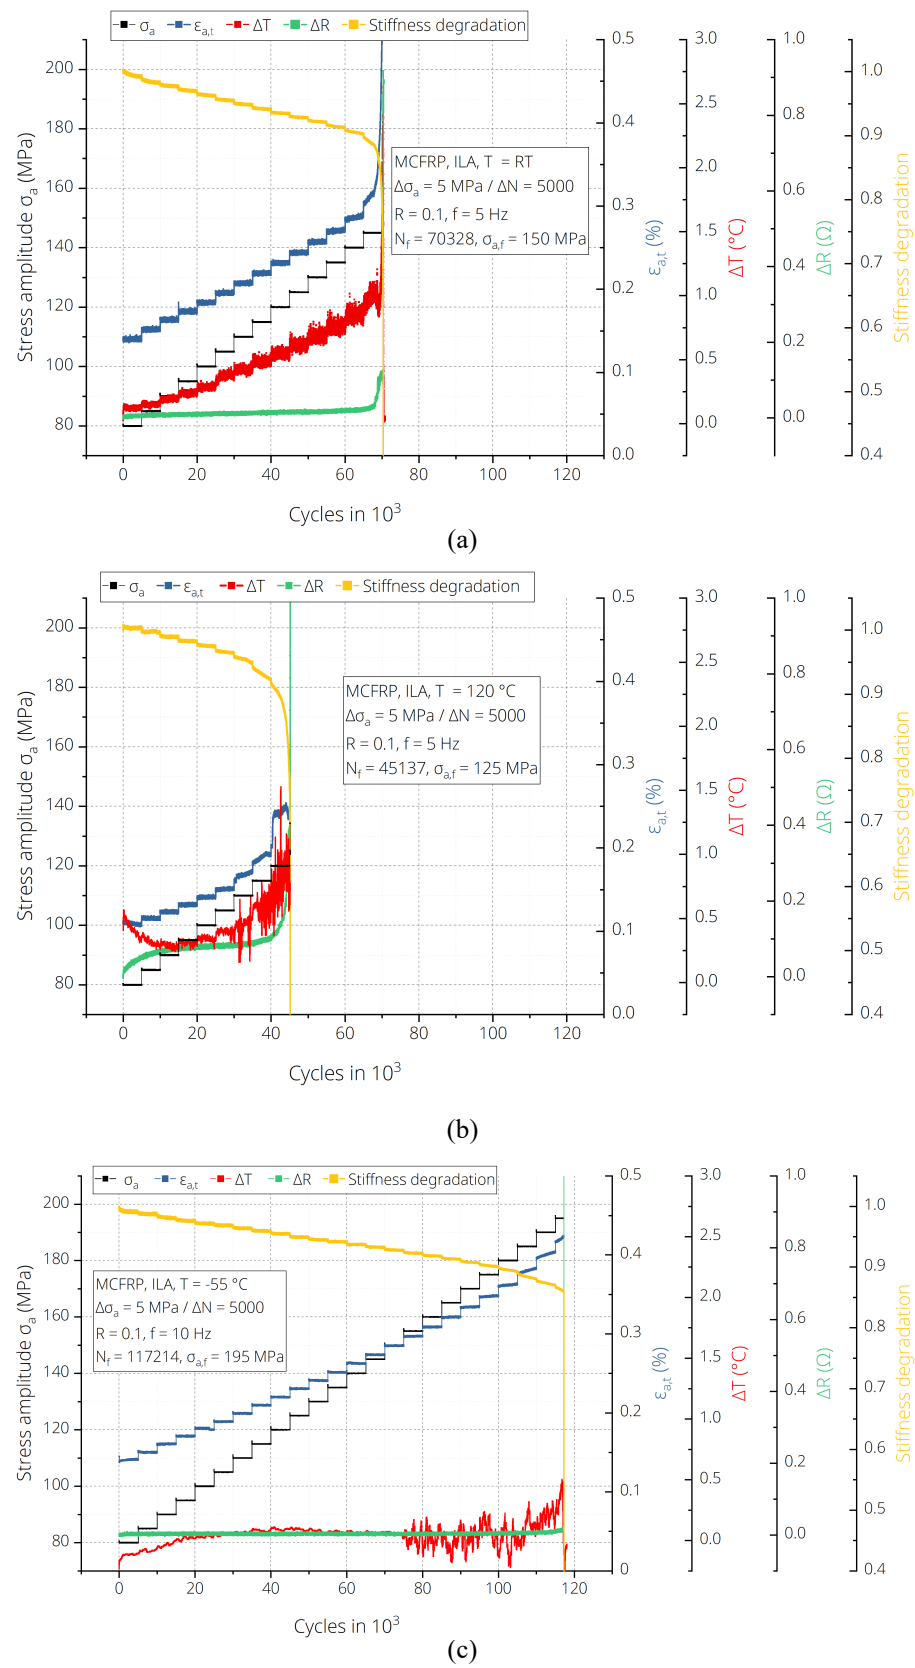 σa εa,t ΔT ΔR Stiffness degradation
200
180
160
140
120
100
80
Stress amplitude σa (MPa)
0 20 40 60 80 100 120
Cycles in 10³
0.5
0.4
0.3
0.2
0.1
0.0
εa,t (%)
3.0
2.5
2.0
1.5
1.0
0.5
0.0
ΔT (°C)
1.0
0.8
0.6
0.4
0.2
0.0
ΔR (Ω)
1.0
0.9
0.8
0.7
0.6
0.5
0.4
Stiffness degradation
MCFRP, ILA, T = RT
Δσa = 5 MPa / ΔN = 5000
R = 0.1, f = 5 Hz
Nf = 70328, σa,f = 150 MPa
(a)
σa εa,t ΔT ΔR Stiffness degradation
200
180
160
140
120
100
80
Stress amplitude σa (MPa)
0 20 40 60 80 100 120
Cycles in 10³
0.5
0.4
0.3
0.2
0.1
0.0
εa,t (%)
3.0
2.5
2.0
1.5
1.0
0.5
0.0
ΔT (°C)
1.0
0.8
0.6
0.4
0.2
0.0
ΔR (Ω)
1.0
0.9
0.8
0.7
0.6
0.5
0.4
Stiffness degradation
MCFRP, ILA, T = 120 °C
Δσa = 5 MPa / ΔN = 5000
R = 0.1, f = 5 Hz
Nf = 45137, σa,f = 125 MPa
(b)
σa εa,t ΔT ΔR Stiffness degradation
200
180
160
140
120
100
80
Stress amplitude σa (MPa)
0 20 40 60 80 100 120
Cycles in 10³
0.5
0.4
0.3
0.2
0.1
0
εa,t (%)
3.0
2.5
2.0
1.5
1.0
0.5
0.0
ΔT (°C)
1.0
0.8
0.6
0.4
0.2
0.0
ΔR (Ω)
1.0
0.9
0.8
0.7
0.6
0.5
0.4
Stiffness degradation
MCFRP, ILA, T = -55 °C
Δσa = 5 MPa / ΔN = 5000
R = 0.1, f = 10 Hz
Nf = 117214, σa,f = 195 MPa
(c)